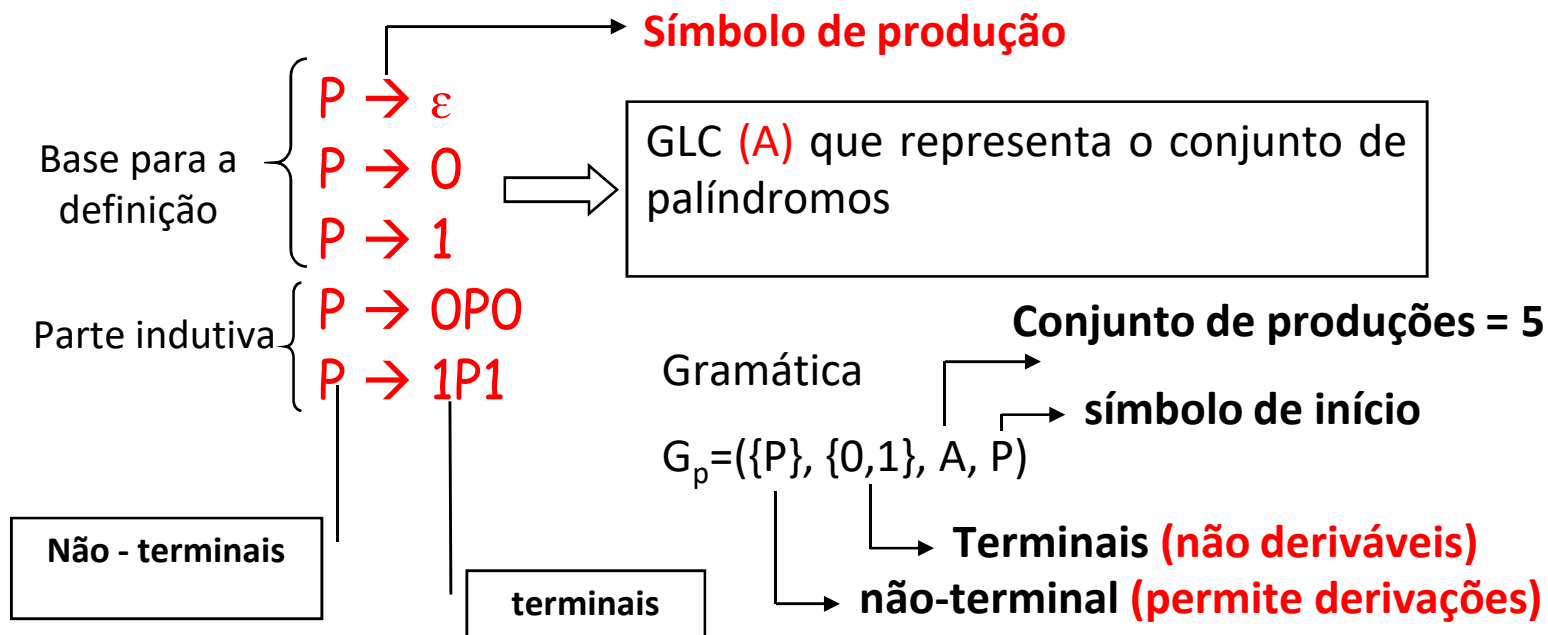 Símbolo de produção
Base para a
definição
P → ε
P → 0
P → 1
GLC (A) que representa o conjunto de
palíndromos
Parte indutiva
P → 0P0
P → 1P1
Conjunto de produções = 5
Gramática
símbolo de início
Gₚ=({P}, {0,1}, A, P)
Não - terminais
terminais
Terminais (não deriváveis)
não-terminal (permite derivações)